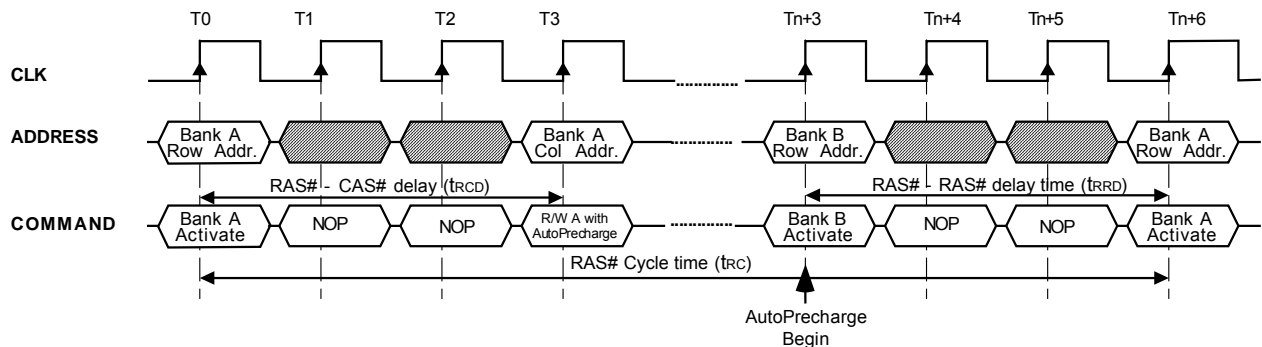 T0 T1 T2 T3 Tn+3 Tn+4 Tn+5 Tn+6
CLK
ADDRESS
Bank A
Row Addr.
Bank A
Col Addr.
Bank B
Row Addr.
Bank A
Row Addr.
RAS# - CAS# delay (tRCD)
RAS# - RAS# delay time (tRRD)
COMMAND
Bank A
Activate
NOP
NOP
R/W A with
AutoPrecharge
Bank B
Activate
NOP
NOP
Bank A
Activate
RAS# Cycle time (tRC)
AutoPrecharge
Begin